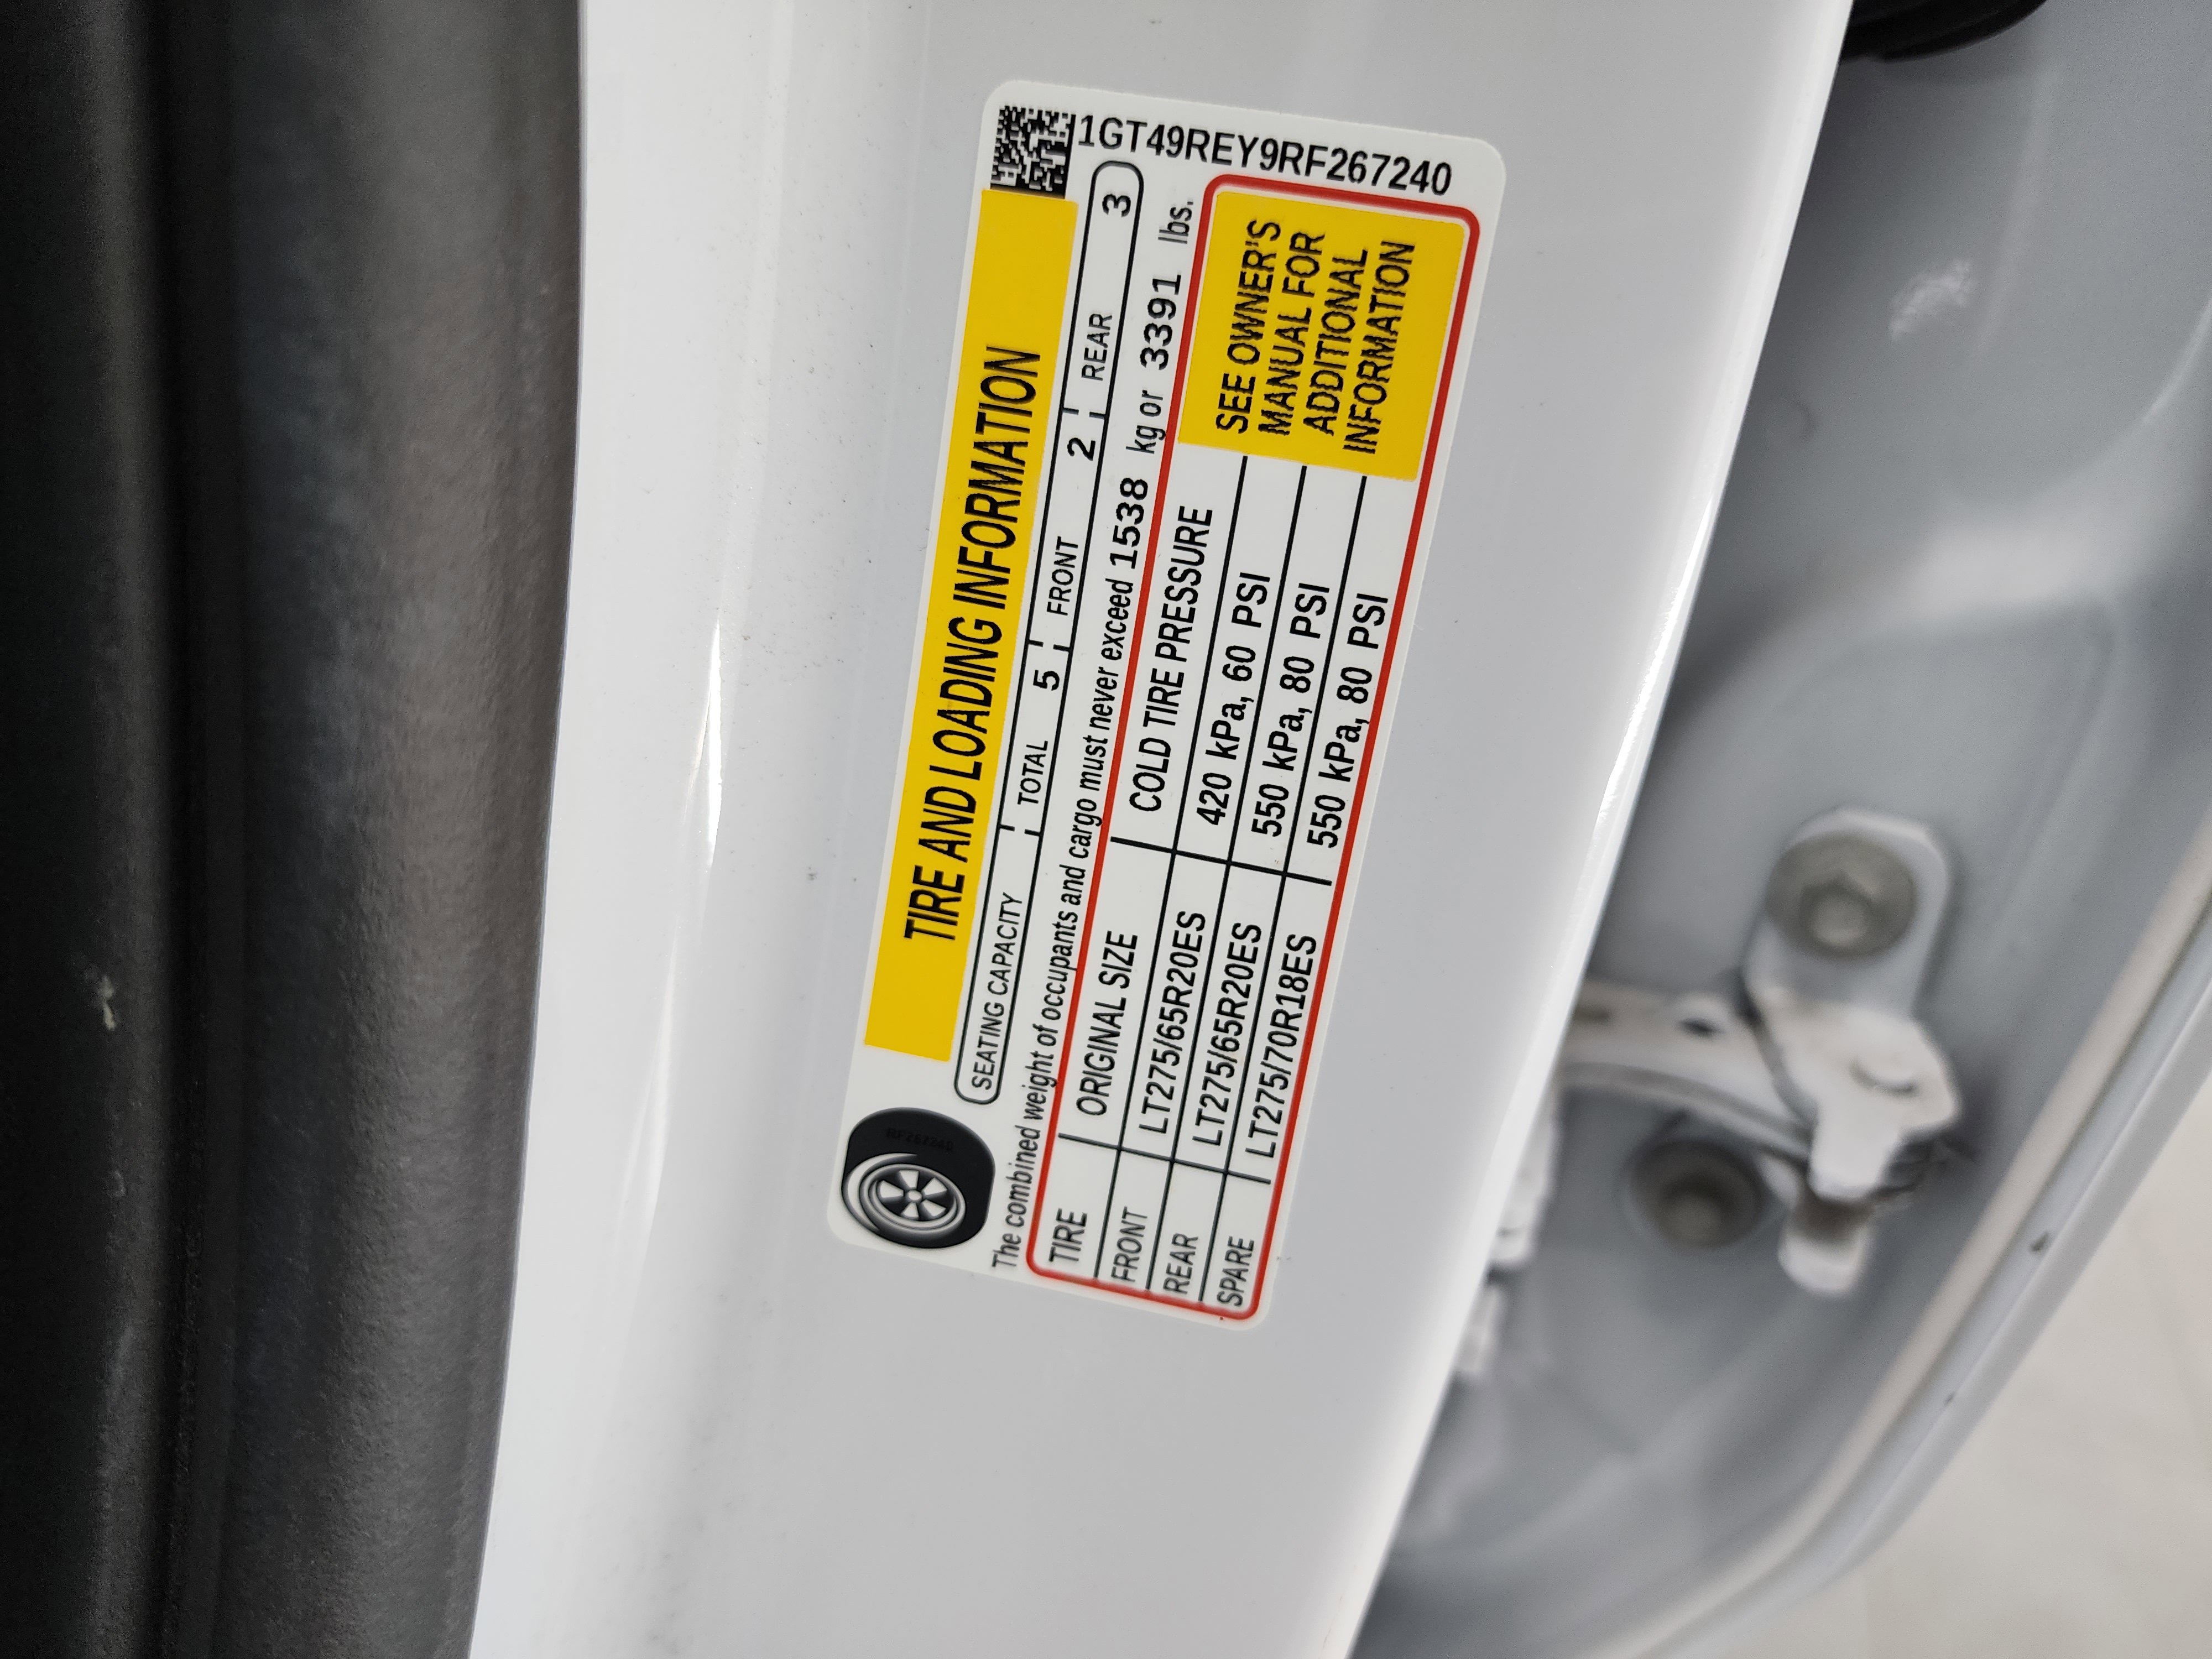 TIRE AND LOADING INFORMATION
SEATING CAPACITY TOTAL 5 FRONT 2 REAR 3
The combined weight of occupants and cargo must never exceed 1538 kg or 3391 lbs.
TIRE ORIGINAL SIZE COLD TIRE PRESSURE
FRONT LT275/65R20ES 420 kPa, 60 PSI
REAR LT275/65R20ES 550 kPa, 80 PSI
SPARE LT275/70R18ES 550 kPa, 80 PSI
SEE OWNER'S
MANUAL FOR
ADDITIONAL
INFORMATION
1GT49REY9RF267240
RF267240